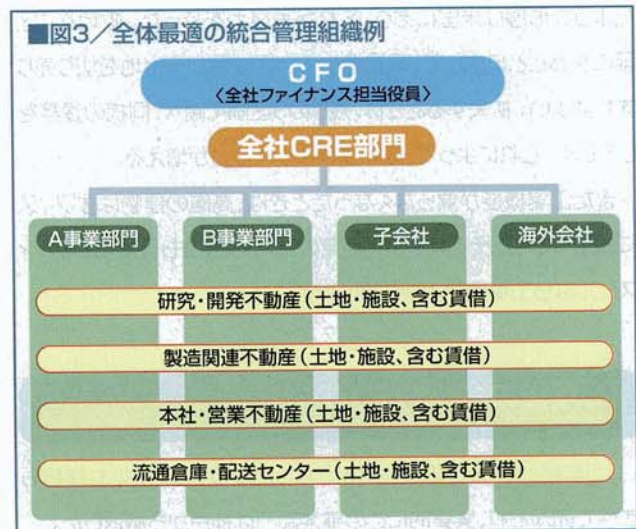 ■図3／全体最適の統合管理組織例
CFO
〈全社ファイナンス担当役員〉
全社CRE部門
A事業部門
B事業部門
子会社
海外会社
研究・開発不動産（土地・施設、含む賃借）
製造関連不動産（土地・施設、含む賃借）
本社・営業不動産（土地・施設、含む賃借）
流通倉庫・配送センター（土地・施設、含む賃借）